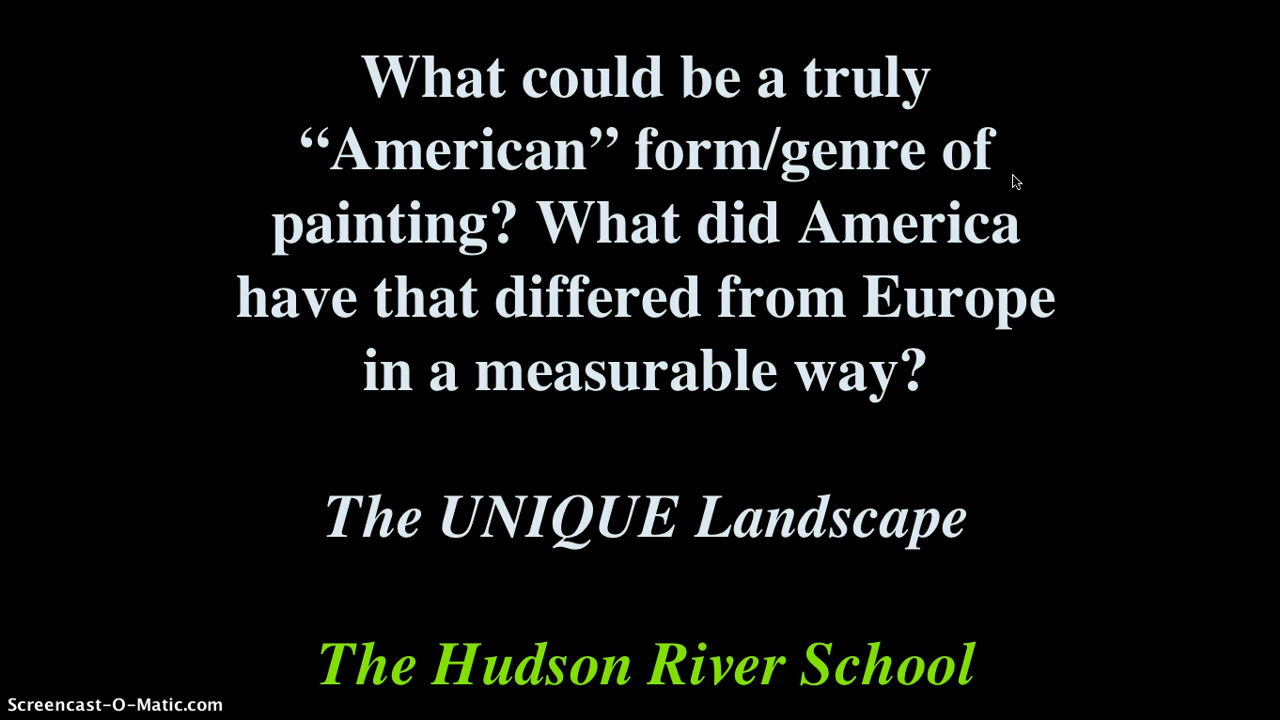 What could be a truly
“American” form/genre of
painting? What did America
have that differed from Europe
in a measurable way?
The UNIQUE Landscape
The Hudson River School
Screencast-O-Matic.com